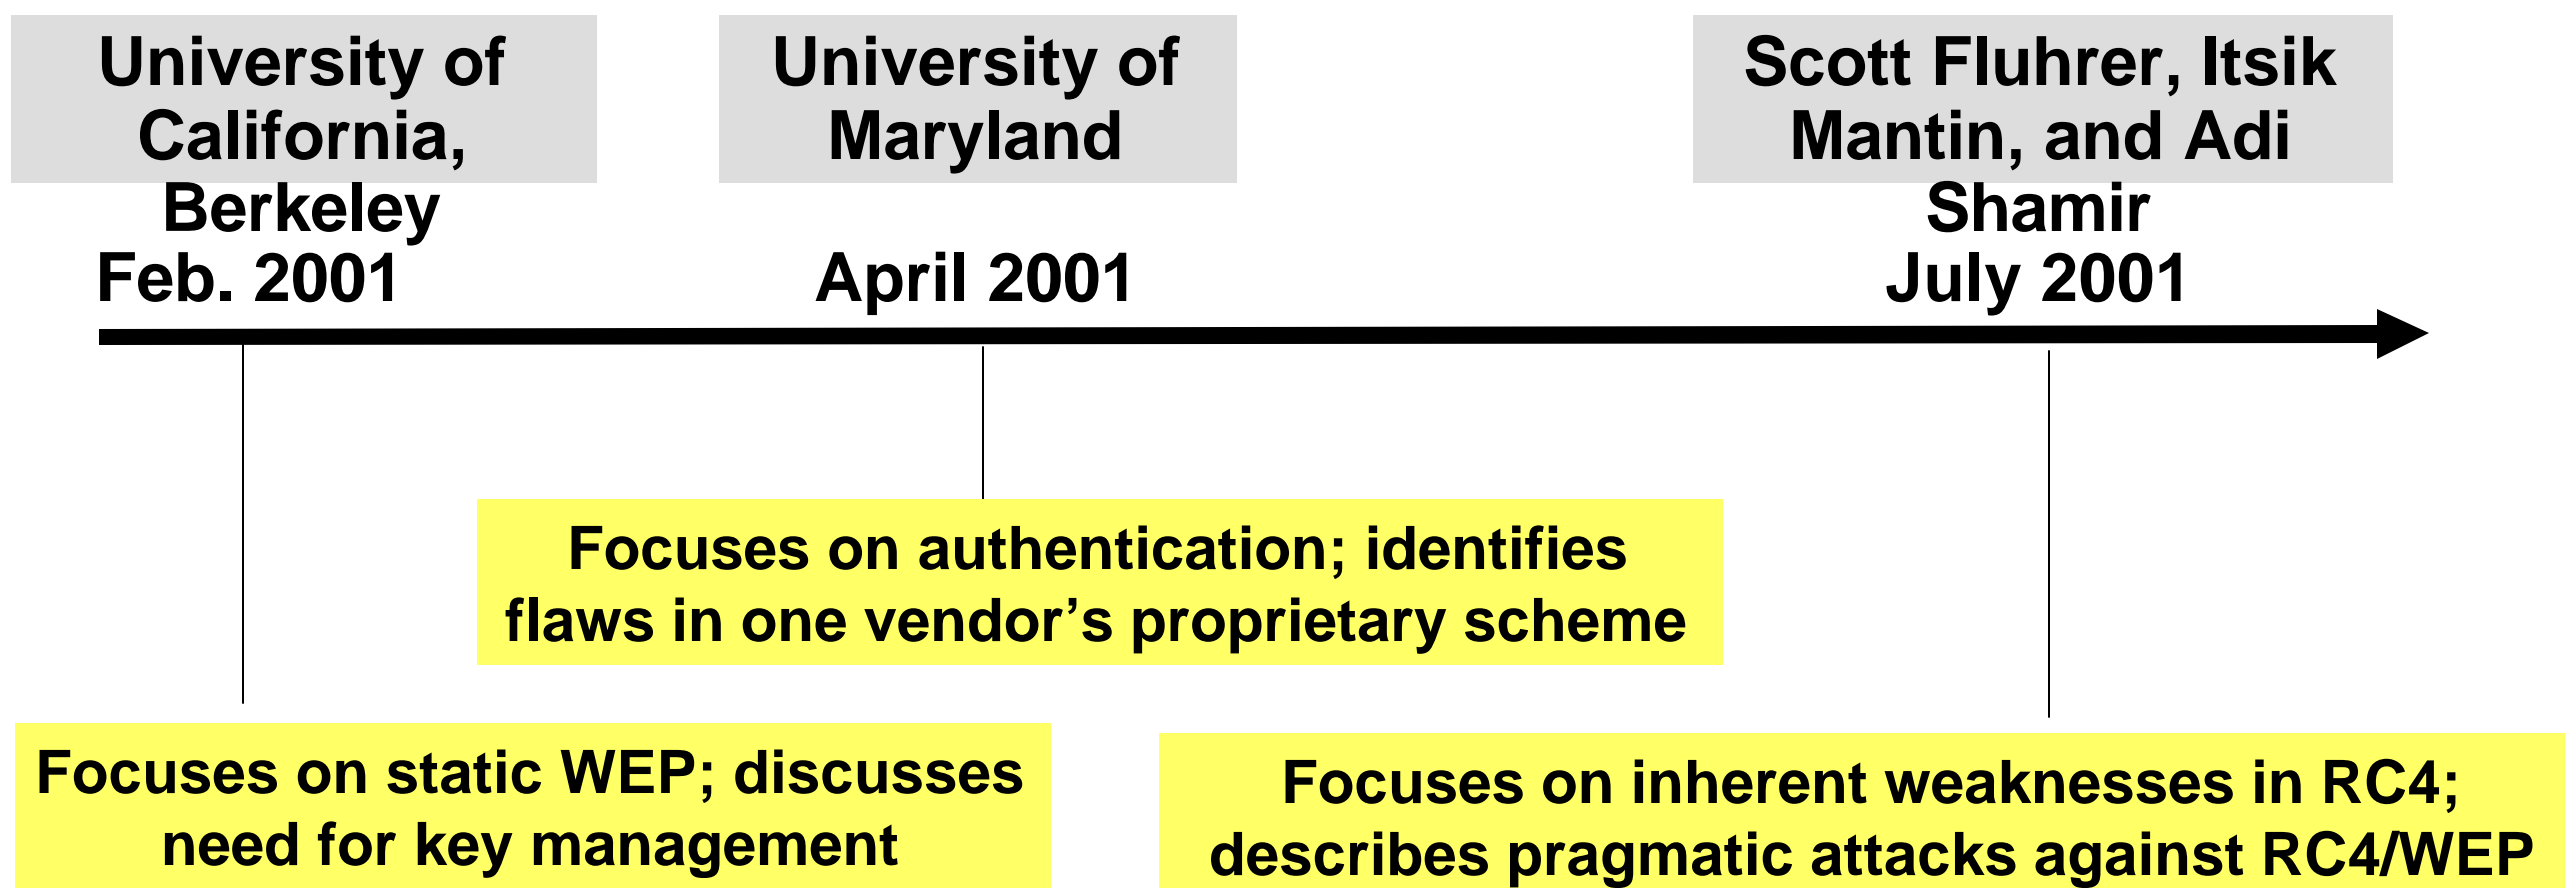 University of
California,
Berkeley
Feb. 2001
University of
Maryland
April 2001
Scott Fluhrer, Itsik
Mantin, and Adi
Shamir
July 2001
Focuses on authentication; identifies
flaws in one vendor’s proprietary scheme
Focuses on static WEP; discusses
need for key management
Focuses on inherent weaknesses in RC4;
describes pragmatic attacks against RC4/WEP